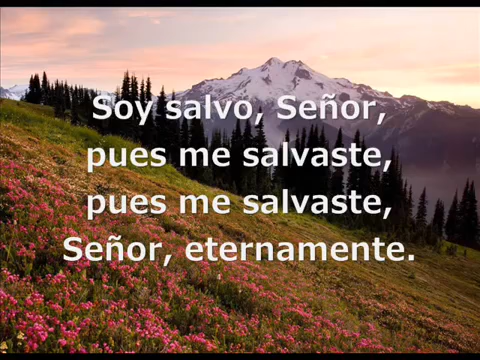 Soy salvo, Señor,
pues me salvaste,
pues me salvaste,
Señor, eternamente.